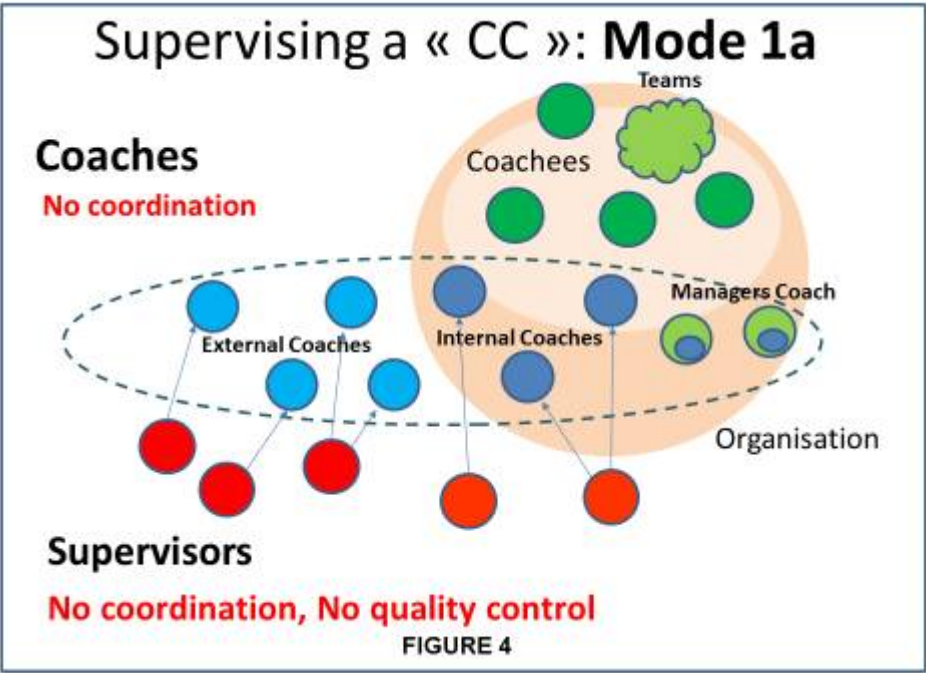 Supervising a « CC »: Mode 1a
Teams
Coaches
Coachees
No coordination
Managers Coach
External Coaches
Internal Coaches
Organisation
Supervisors
No coordination, No quality control
FIGURE 4